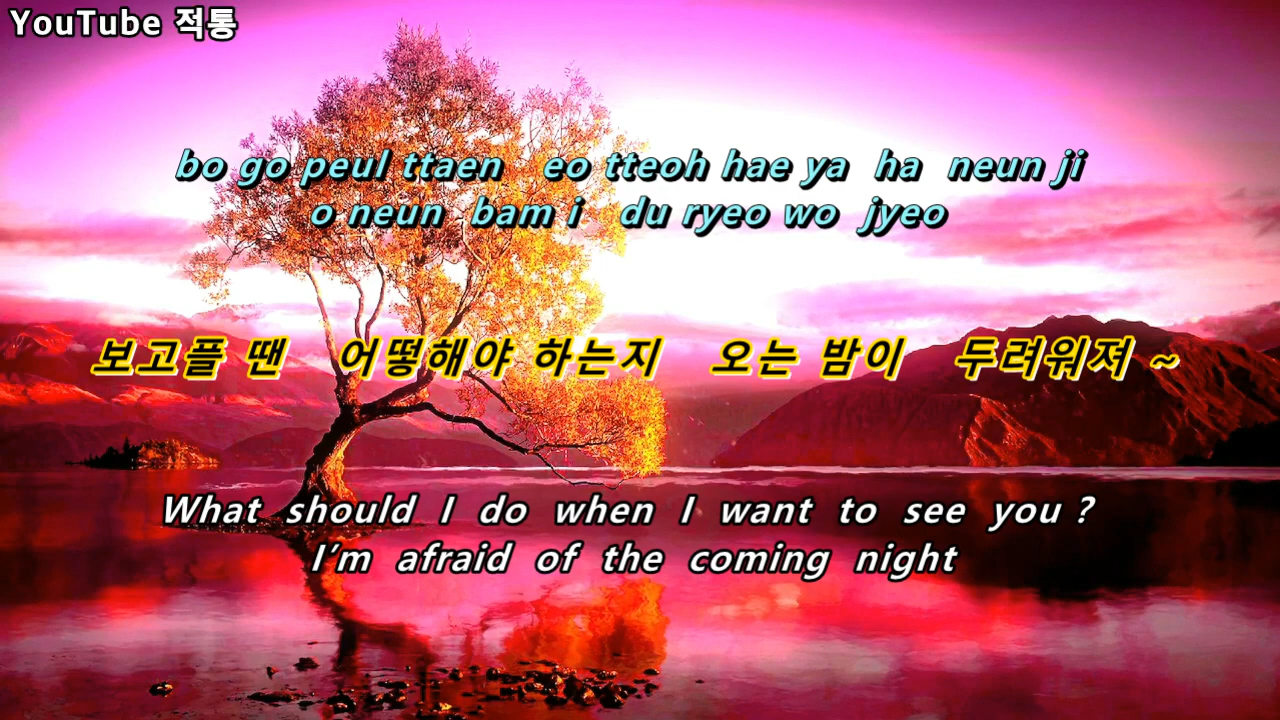 YouTube 적통
bo go peul ttaen eo tteoh hae ya ha neun ji
o neun bam i du ryeo wo jyeo
보고플 땐 어떻해야 하는지 오는 밤이 두려워져 ~
What should I do when I want to see you ?
I'm afraid of the coming night